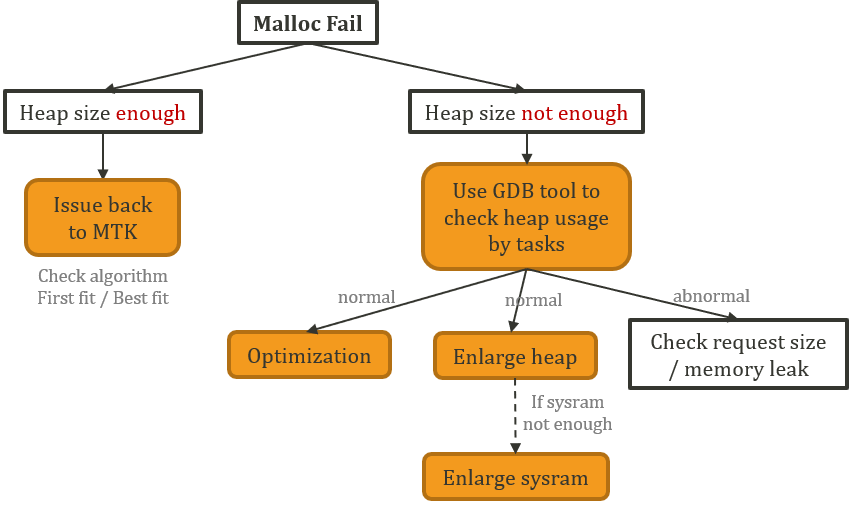 Malloc Fail
Heap size enough
Heap size not enough
Issue back
to MTK
Check algorithm
First fit / Best fit
Use GDB tool to
check heap usage
by tasks
normal
normal
abnormal
Optimization
Enlarge heap
Check request size
/ memory leak
If sysram
not enough
Enlarge sysram